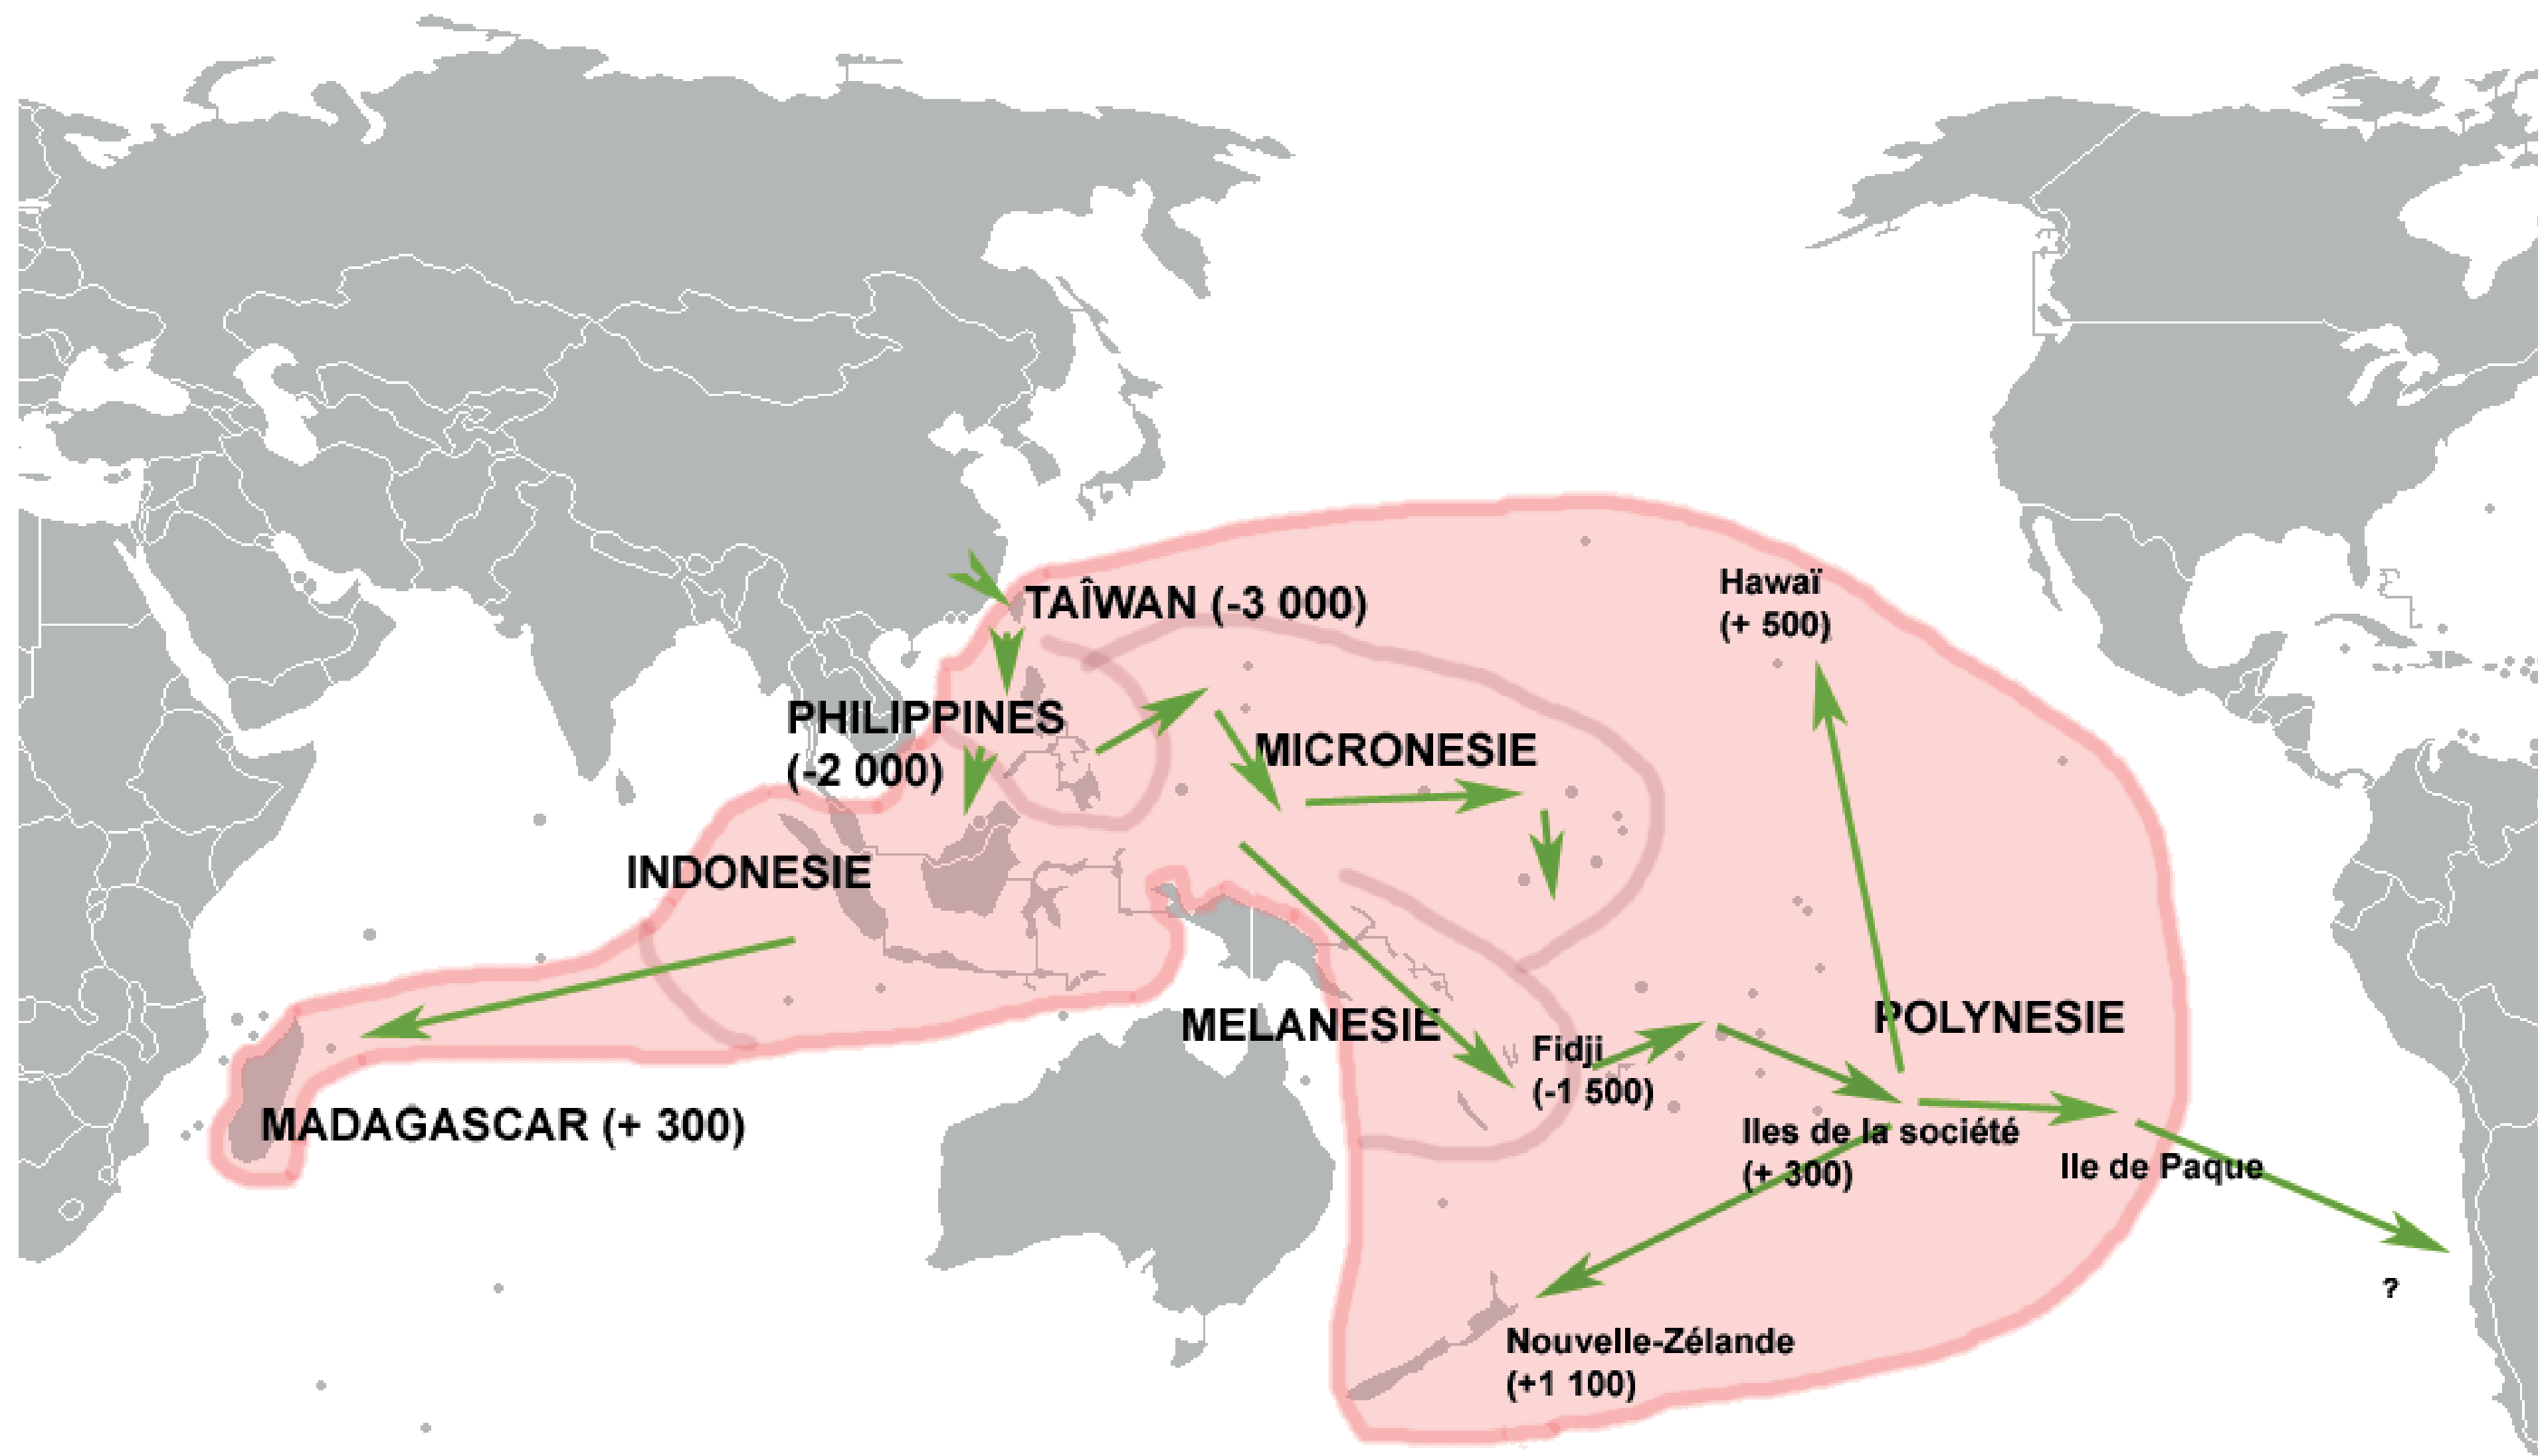 TAÎWAN (-3 000)
Hawaï
(+ 500)
PHILIPPINES
(-2 000)
MICRONESIE
INDONESIE
MELANESIE
POLYNESIE
Fidji
(-1 500)
MADAGASCAR (+ 300)
Iles de la société
(+ 300)
Ile de Paque
?
Nouvelle-Zélande
(+1 100)